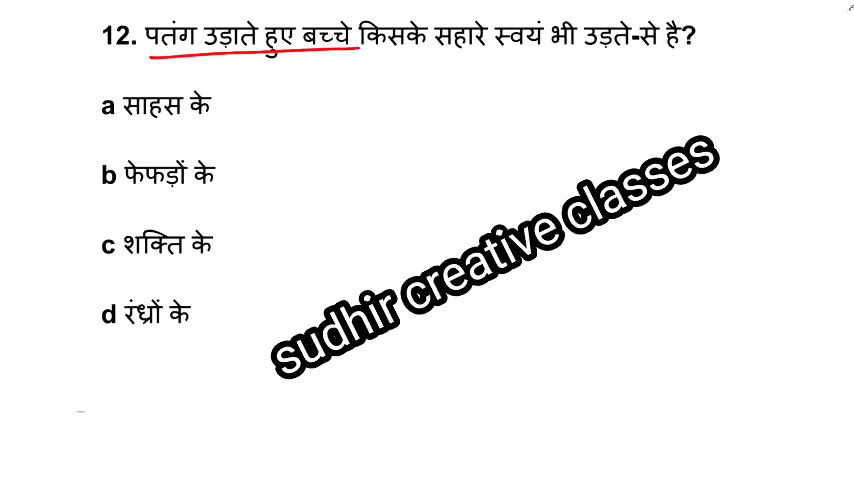 12. पतंग उड़ाते हुए बच्चे किसके सहारे स्वयं भी उड़ते-से है?
a साहस के
b फेफड़ों के
c शक्ति के
d रंध्रों के
sudhir creative classes